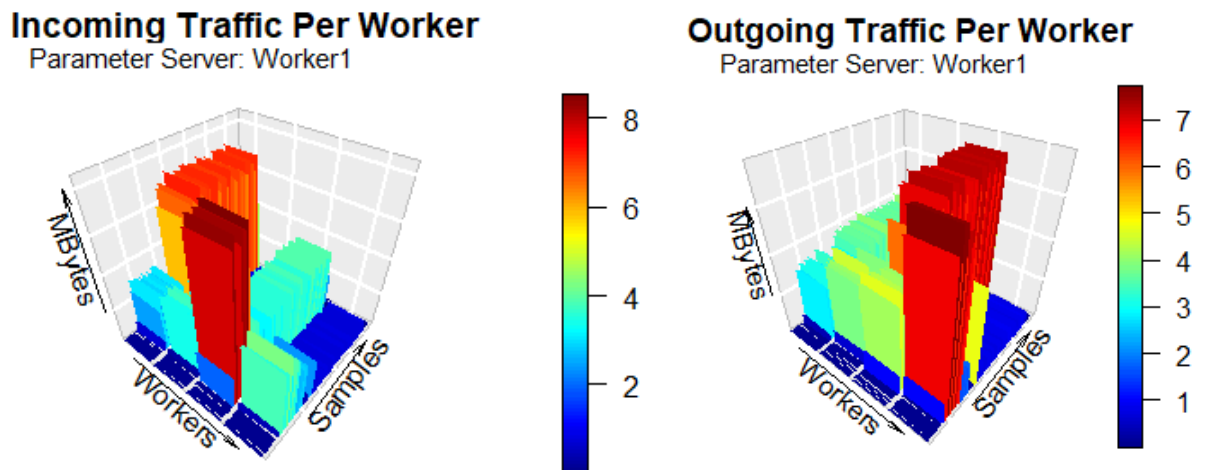 Incoming Traffic Per Worker
Parameter Server: Worker1
MBytes
Workers
Samples
8
6
4
2
Outgoing Traffic Per Worker
Parameter Server: Worker1
MBytes
Workers
Samples
7
6
5
4
3
2
1